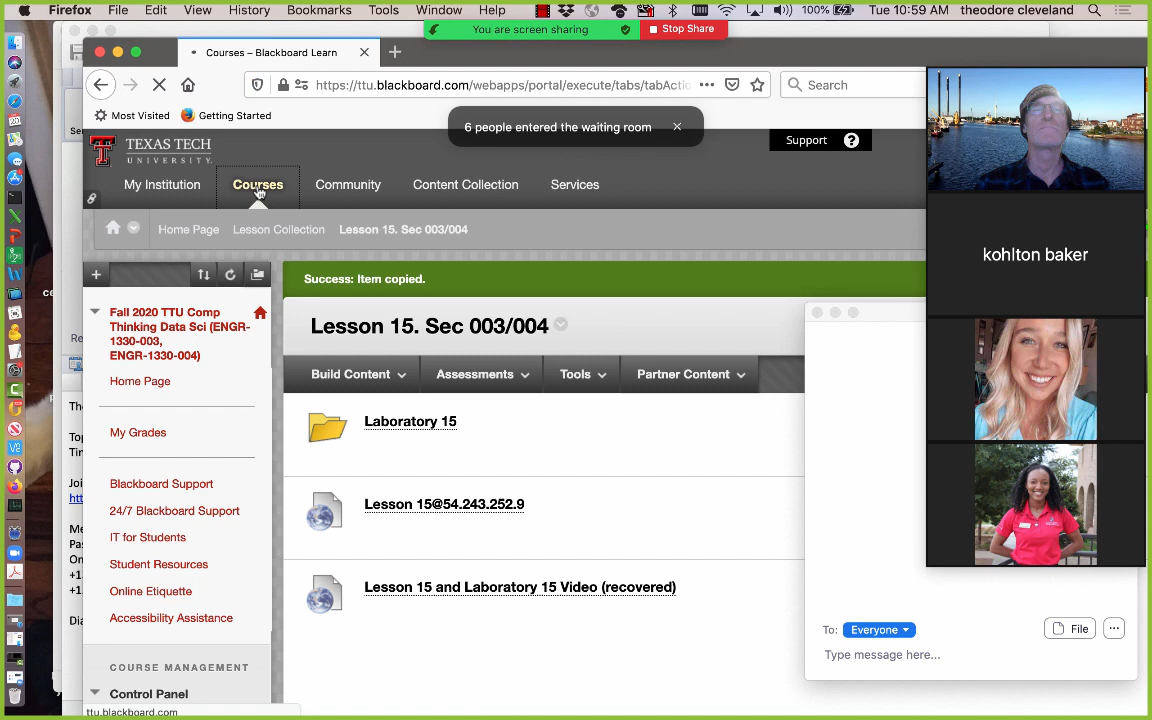 Firefox File Edit View History Bookmarks Tools Window Help 100% Tue 10:59 AM theodore cleveland
You are screen sharing Stop Share
Courses – Blackboard Learn
https://ttu.blackboard.com/webapps/portal/execute/tabs/tabActio
Search
Most Visited Getting Started
6 people entered the waiting room
TEXAS TECH
UNIVERSITY.
Support
My Institution Courses Community Content Collection Services
Home Page Lesson Collection Lesson 15. Sec 003/004
Success: Item copied.
Fall 2020 TTU Comp
Thinking Data Sci (ENGR-
1330-003,
ENGR-1330-004)
Home Page
My Grades
Blackboard Support
24/7 Blackboard Support
IT for Students
Student Resources
Online Etiquette
Accessibility Assistance
COURSE MANAGEMENT
Control Panel
ttu.blackboard.com
Lesson 15. Sec 003/004
Build Content Assessments Tools Partner Content
Laboratory 15
Lesson 15@54.243.252.9
Lesson 15 and Laboratory 15 Video (recovered)
kohlton baker
To: Everyone File
Type message here...